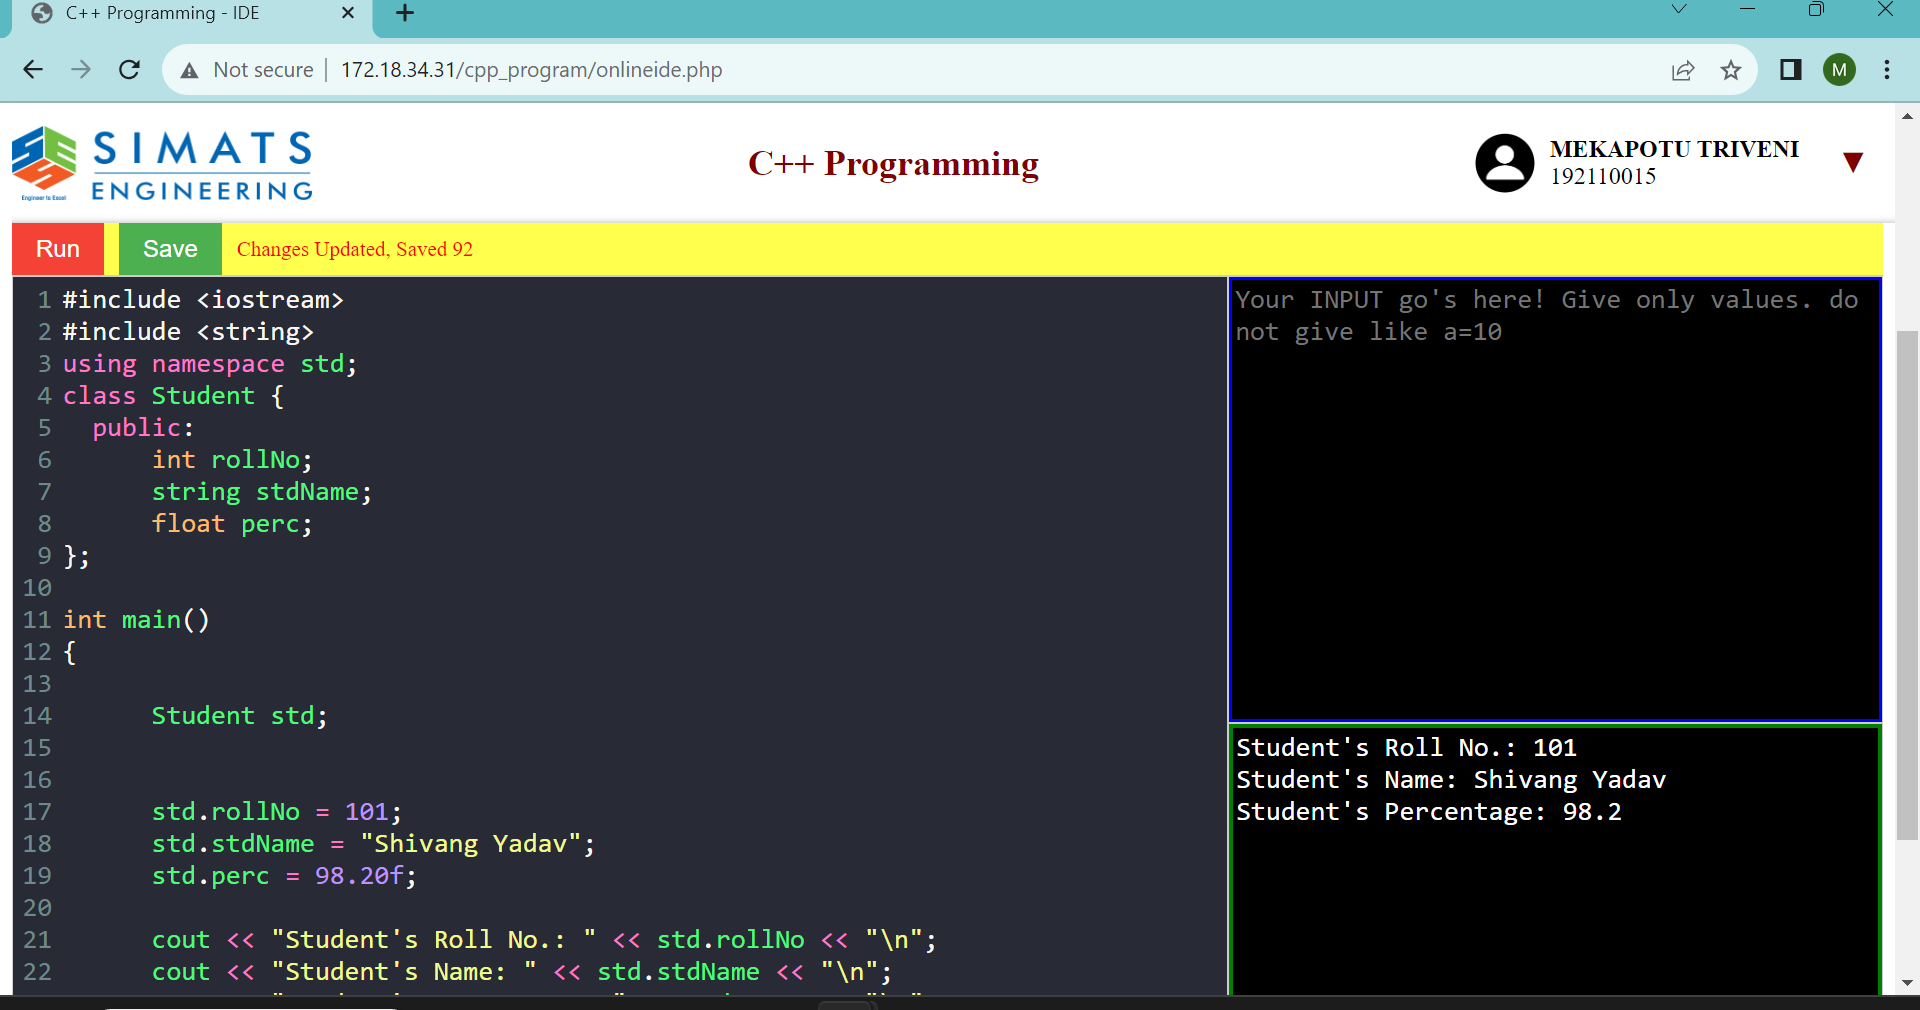 C++ Programming - IDE
Not secure | 172.18.34.31/cpp_program/onlineide.php
M
SIMATS
ENGINEERING
Engineer to Excel
C++ Programming
MEKAPOTU TRIVENI
192110015
Run Save Changes Updated, Saved 92
1 #include <iostream>
2 #include <string>
3 using namespace std;
4 class Student {
5   public:
6       int rollNo;
7       string stdName;
8       float perc;
9 };
10
11 int main()
12 {
13
14       Student std;
15
16
17       std.rollNo = 101;
18       std.stdName = "Shivang Yadav";
19       std.perc = 98.20f;
20
21       cout << "Student's Roll No.: " << std.rollNo << "\n";
22       cout << "Student's Name: " << std.stdName << "\n";
Your INPUT go's here! Give only values. do
not give like a=10
Student's Roll No.: 101
Student's Name: Shivang Yadav
Student's Percentage: 98.2